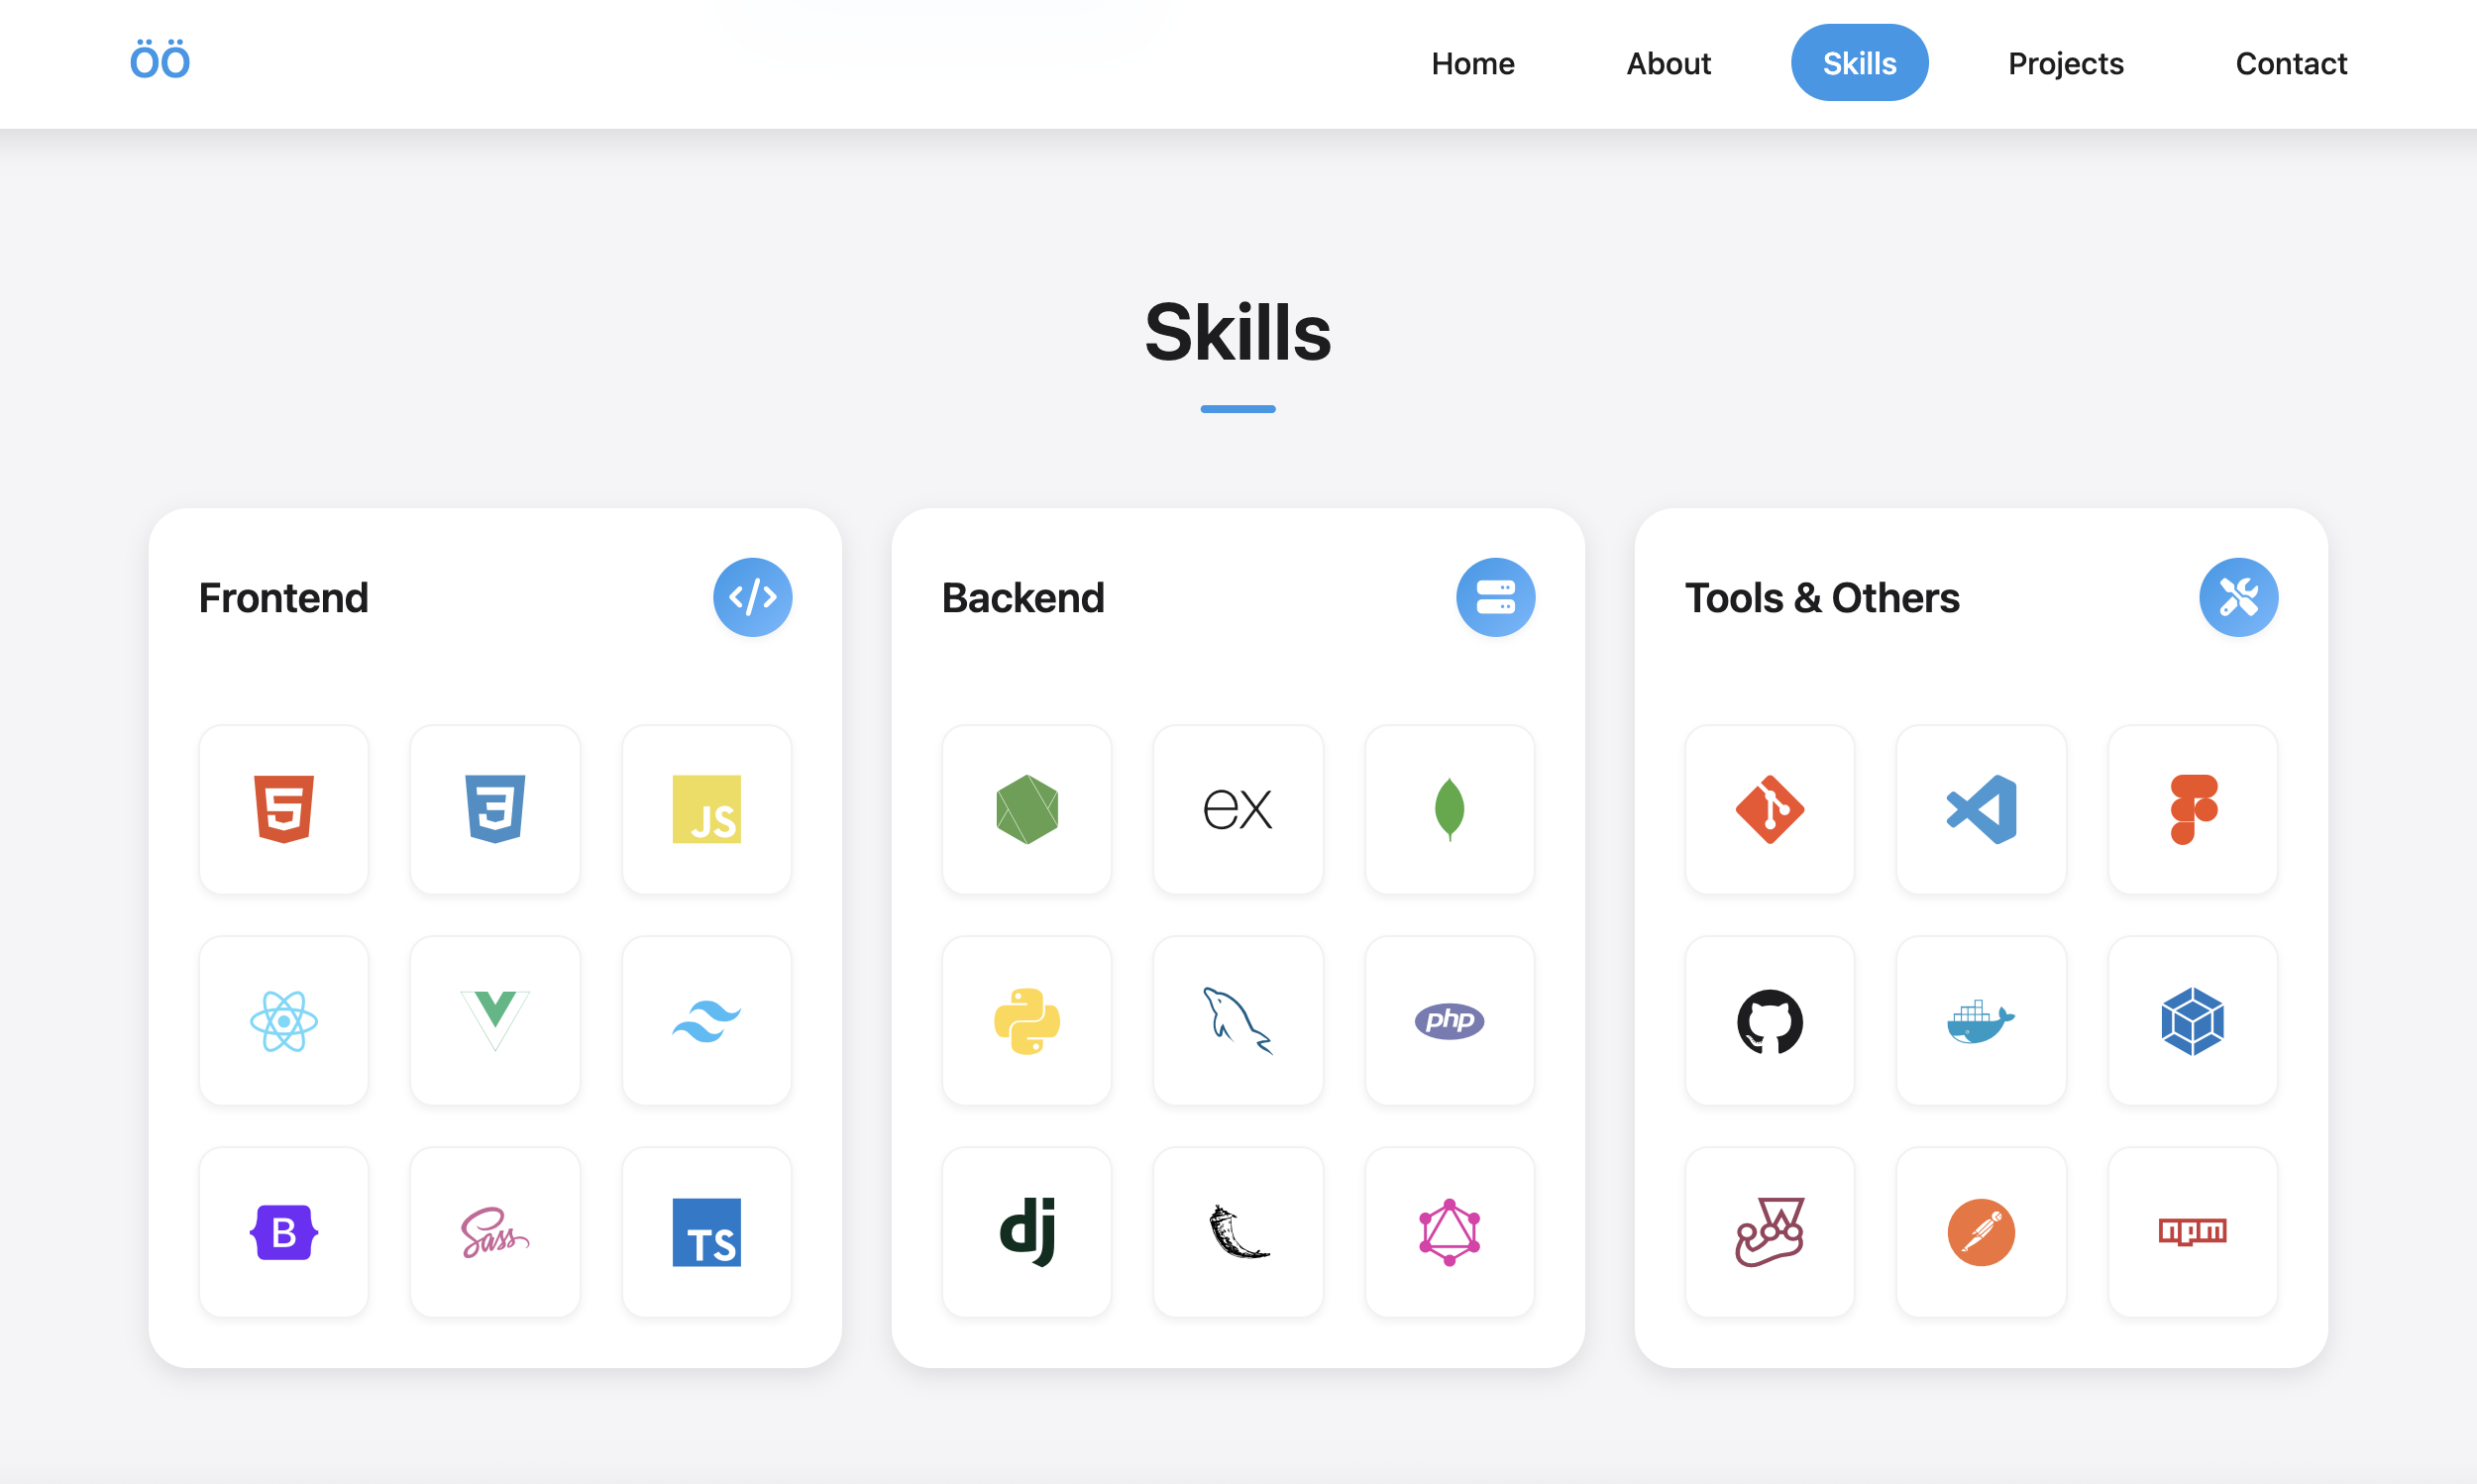 öö
Home About Skills Projects Contact
Skills
Frontend
JS
B
Sass
TS
Backend
ex
php
dj
Tools & Others
npm